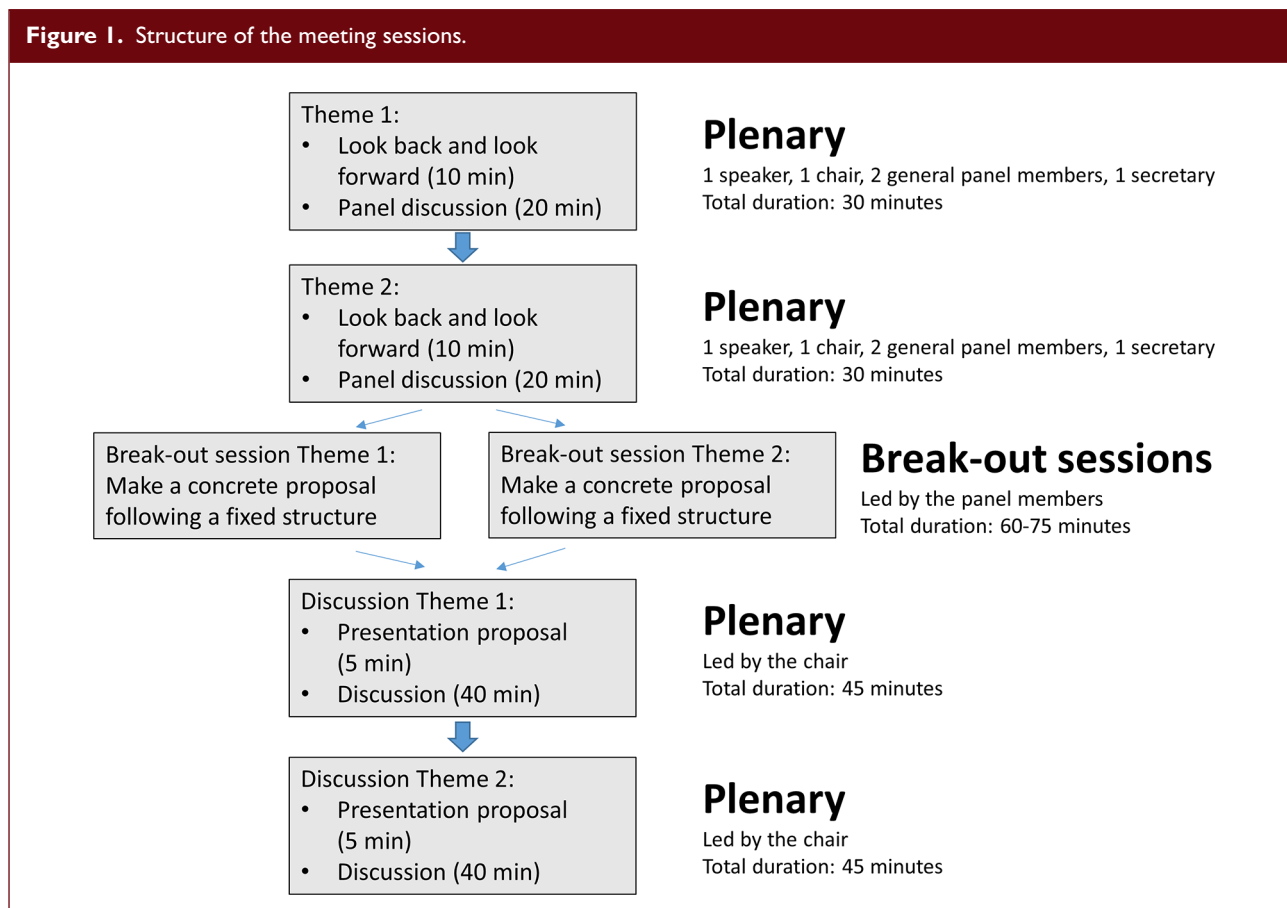 Figure 1. Structure of the meeting sessions.
Theme 1:
• Look back and look
forward (10 min)
• Panel discussion (20 min)
Plenary
1 speaker, 1 chair, 2 general panel members, 1 secretary
Total duration: 30 minutes
Theme 2:
• Look back and look
forward (10 min)
• Panel discussion (20 min)
Plenary
1 speaker, 1 chair, 2 general panel members, 1 secretary
Total duration: 30 minutes
Break-out session Theme 1:
Make a concrete proposal
following a fixed structure
Break-out session Theme 2:
Make a concrete proposal
following a fixed structure
Break-out sessions
Led by the panel members
Total duration: 60-75 minutes
Discussion Theme 1:
• Presentation proposal
(5 min)
• Discussion (40 min)
Plenary
Led by the chair
Total duration: 45 minutes
Discussion Theme 2:
• Presentation proposal
(5 min)
• Discussion (40 min)
Plenary
Led by the chair
Total duration: 45 minutes